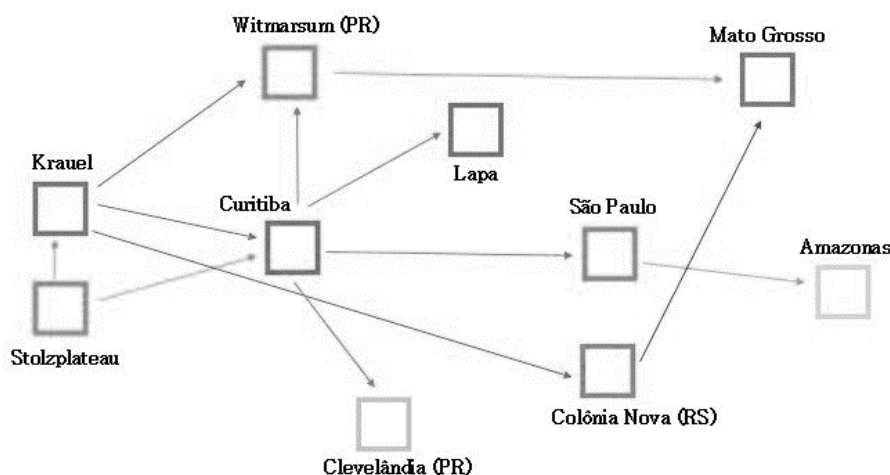 Witmarsum (PR)
Mato Grosso
Krauel
Lapa
Curitiba
São Paulo
Amazonas
Stolzplateau
Colônia Nova (RS)
Clevelândia (PR)